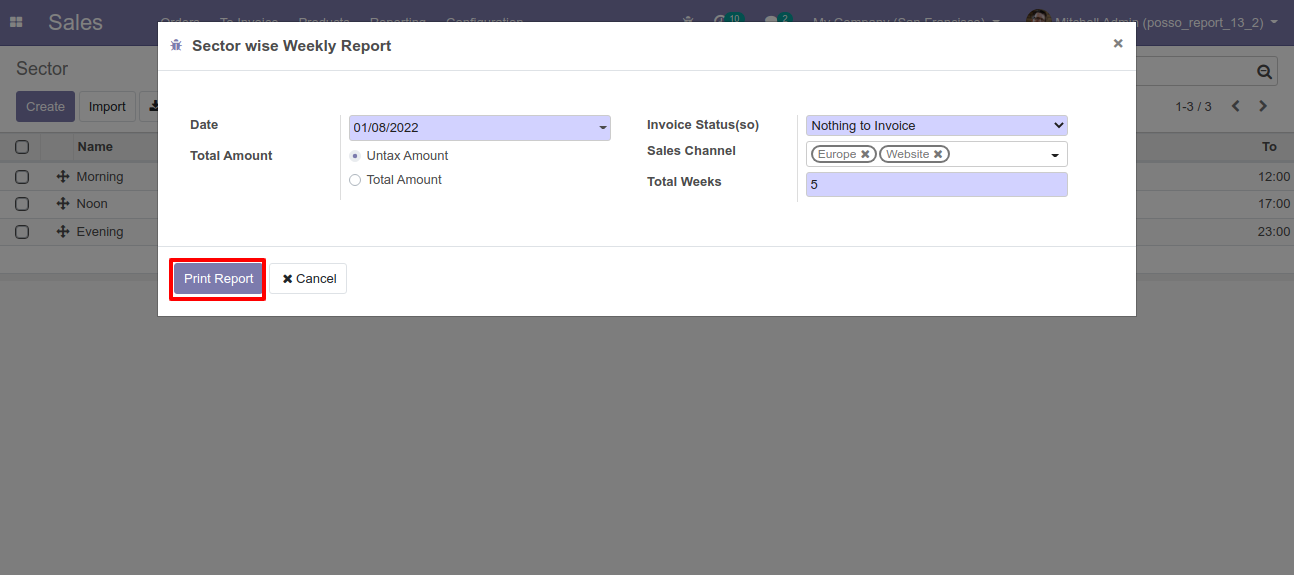 Sales Orders To Invoice Products Reporting Configuration 10 2 My Company (San Francisco) Mitchell Admin (posso_report_13_2)
Sector wise Weekly Report ×
Sector
Create Import
1-3 / 3
Date 01/08/2022
Total Amount Untax Amount
Total Amount
Invoice Status(so) Nothing to Invoice
Sales Channel Europe ✖ Website ✖
Total Weeks 5
Name To
Morning 12:00
Noon 17:00
Evening 23:00
Print Report ✖ Cancel